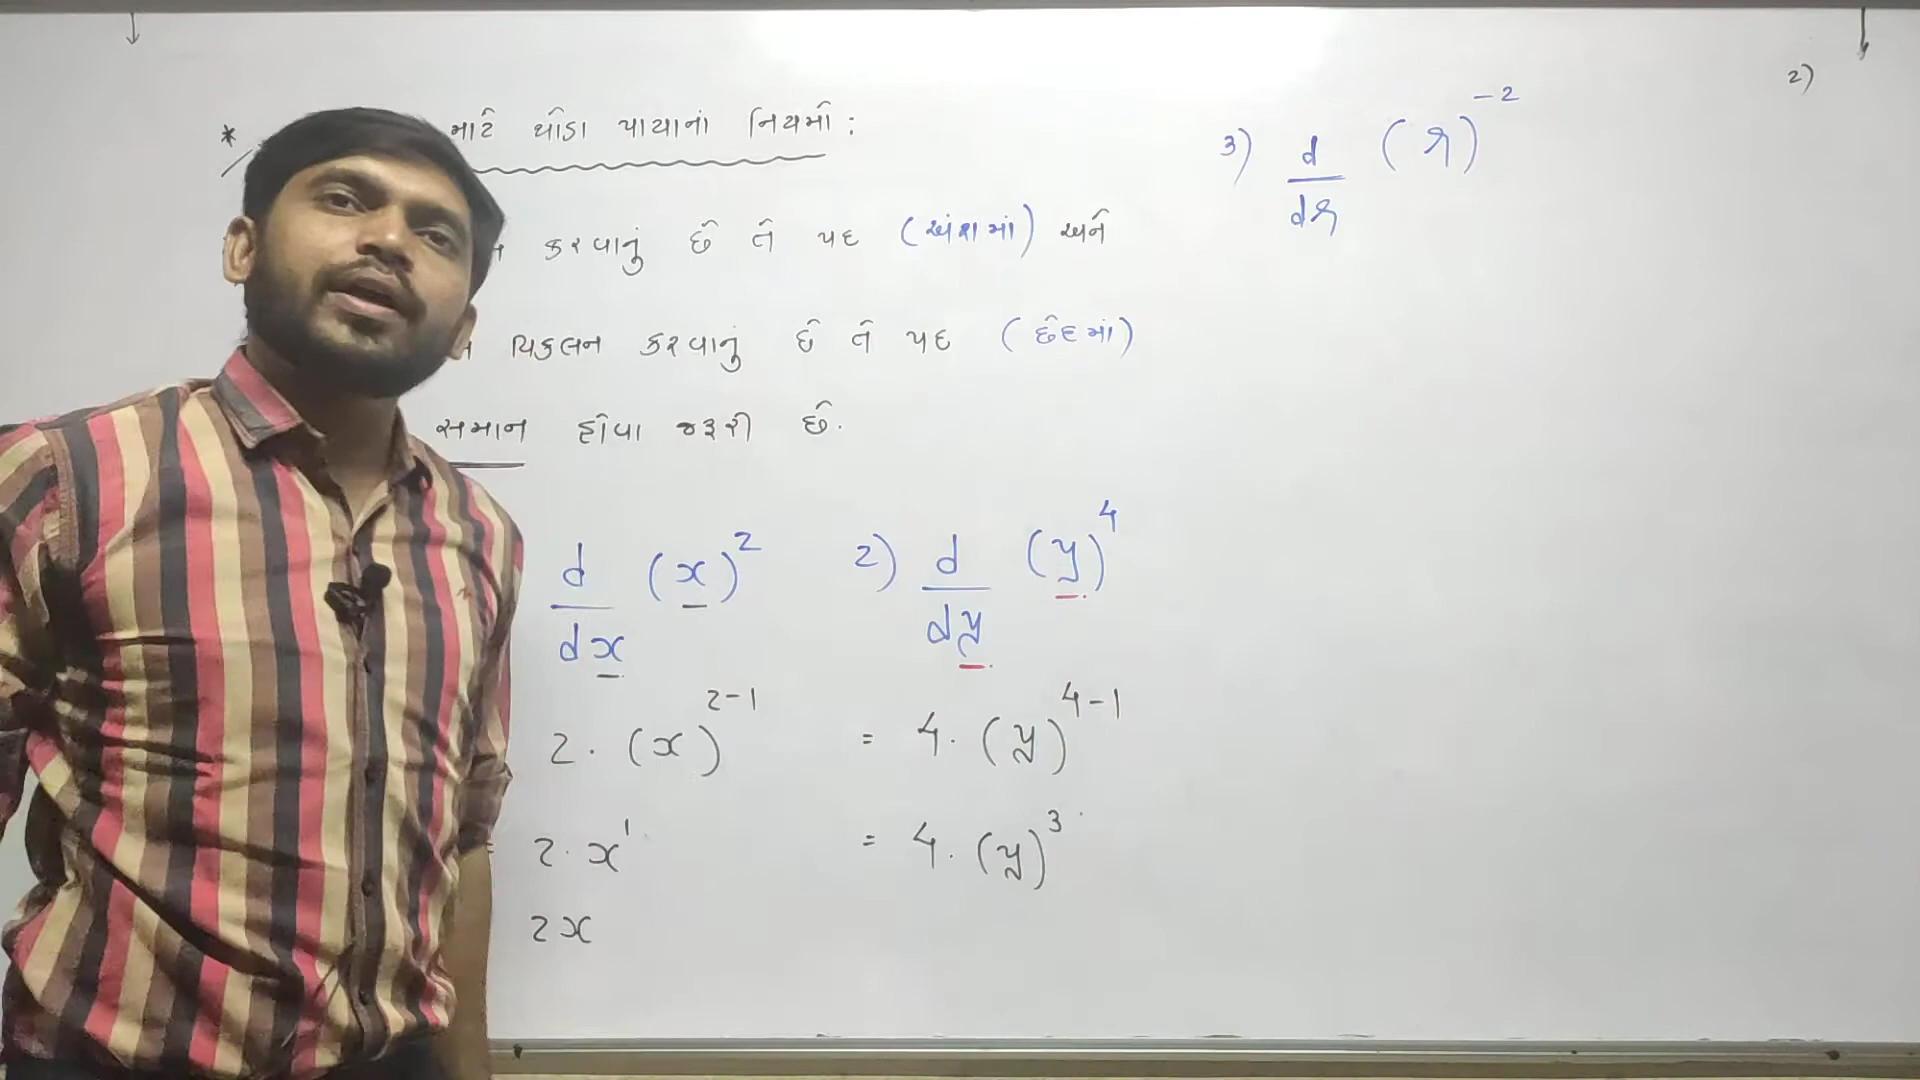 * માટે થોડા પાયાનાં નિયમો :
કરવાનું છે તે પદ (અંશમાં) અને
વિકલન કરવાનું છે તે પદ (છેદમાં)
સમાન હોવા જરૂરી છે.
d/dx (x)^2
2 · (x)^2-1
= 2 · x^1
2x
2) d/dy (y)^4
= 4 · (y)^4-1
= 4 · (y)^3
3) d/dr (r)^-2
2)